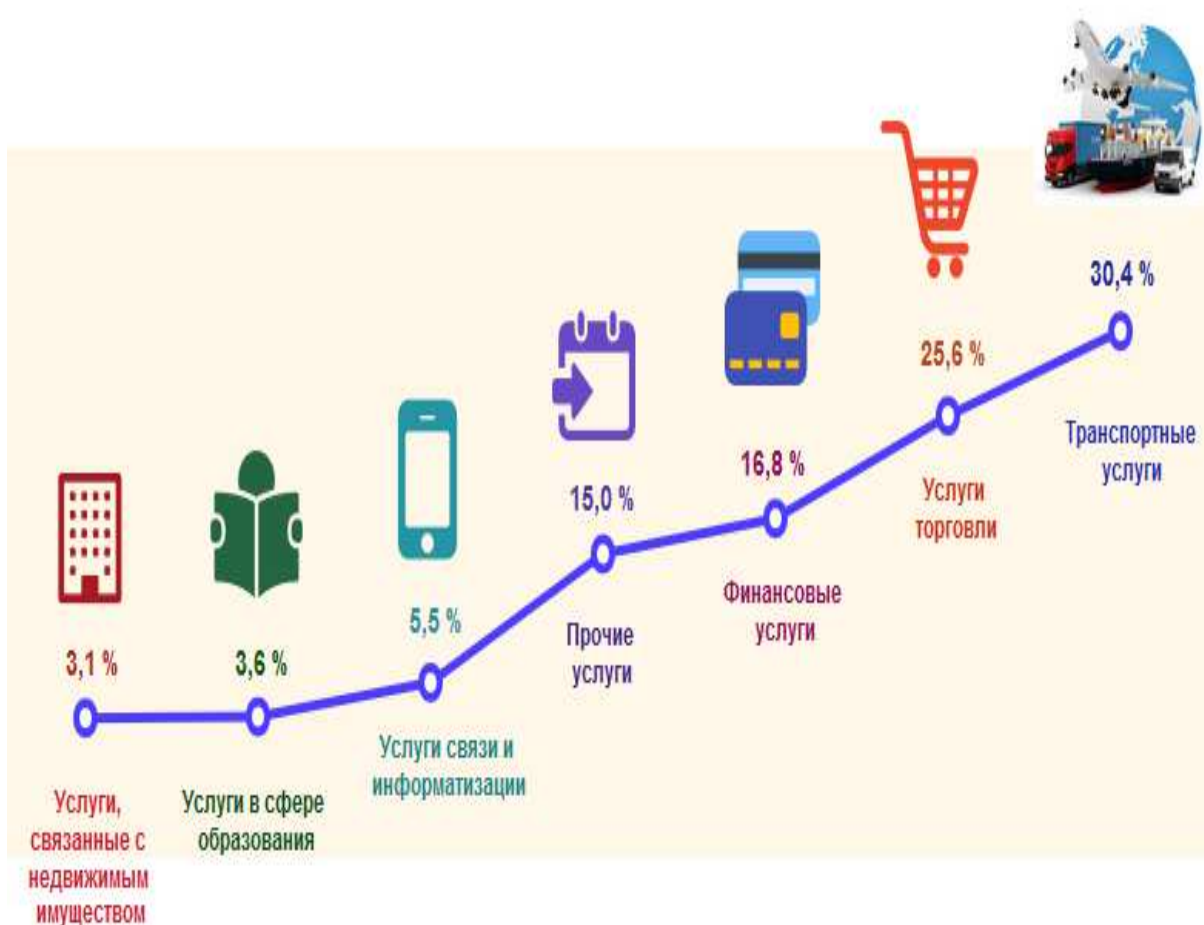 3,1 %
Услуги,
связанные с
недвижимым
имуществом
3,6 %
Услуги в сфере
образования
5,5 %
Услуги связи и
информатизации
15,0 %
Прочие
услуги
16,8 %
Финансовые
услуги
25,6 %
Услуги
торговли
30,4 %
Транспортные
услуги